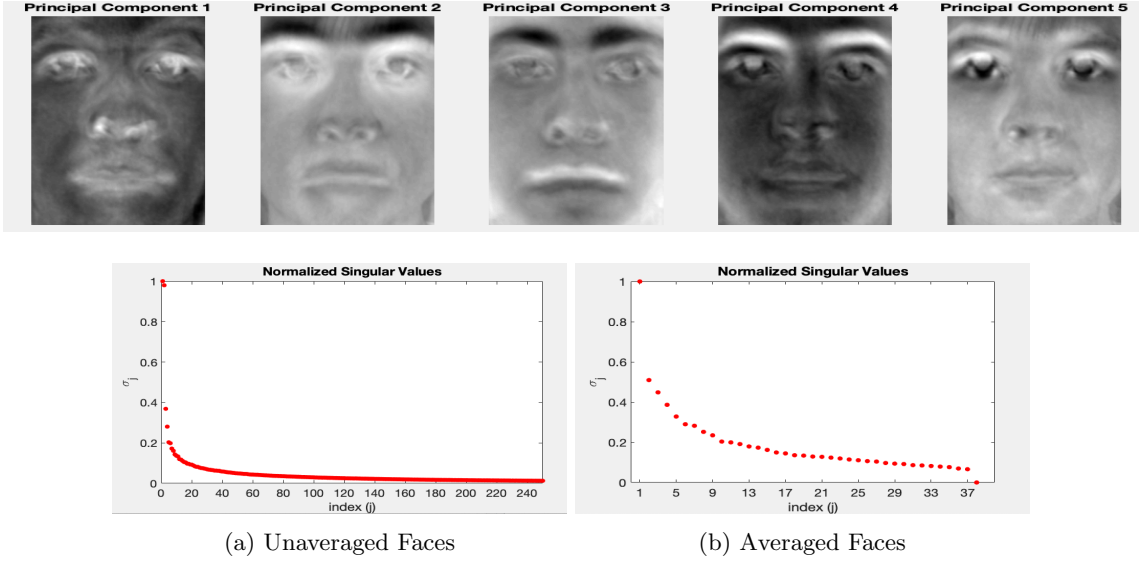 Principal Component 1 Principal Component 2 Principal Component 3 Principal Component 4 Principal Component 5
Normalized Singular Values
1
0.8
0.6
0.4
0.2
0
σj
0 20 40 60 80 100 120 140 160 180 200 220 240
index (j)
(a) Unaveraged Faces
Normalized Singular Values
1
0.8
0.6
0.4
0.2
0
σj
1 5 9 13 17 21 25 29 33 37
index (j)
(b) Averaged Faces